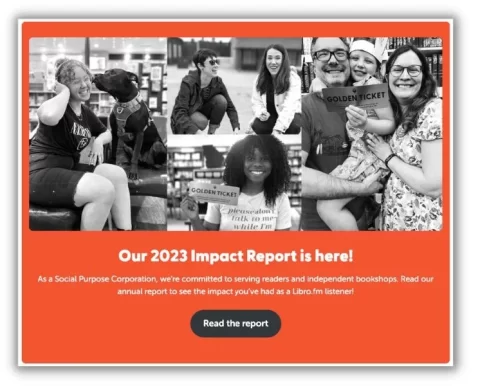 GOLDEN TICKET
GOLDEN TICKET
please don't
talk to me
while I'm
Our 2023 Impact Report is here!
As a Social Purpose Corporation, we're committed to serving readers and independent bookshops. Read our
annual report to see the impact you've had as a Libro.fm listener!
Read the report